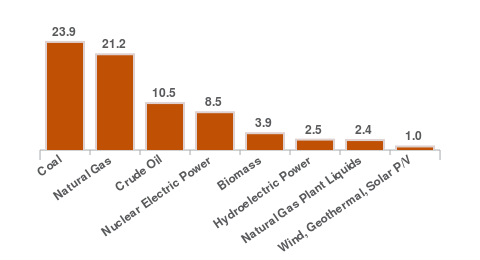 23.9
21.2
10.5
8.5
3.9
2.5
2.4
1.0
Coal
Natural Gas
Crude Oil
Nuclear Electric Power
Biomass
Hydroelectric Power
Natural Gas Plant Liquids
Wind, Geothermal, Solar P/V